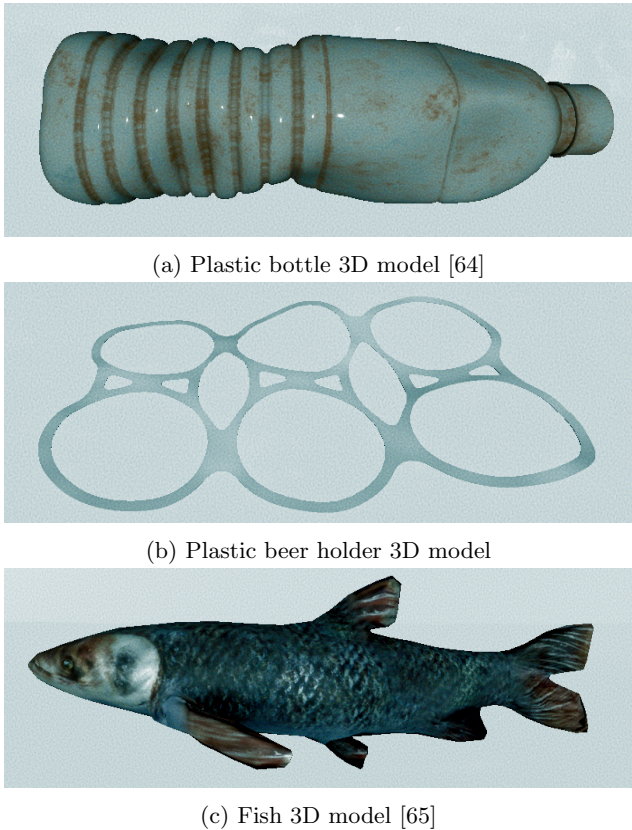 (a) Plastic bottle 3D model [64]
(b) Plastic beer holder 3D model
(c) Fish 3D model [65]